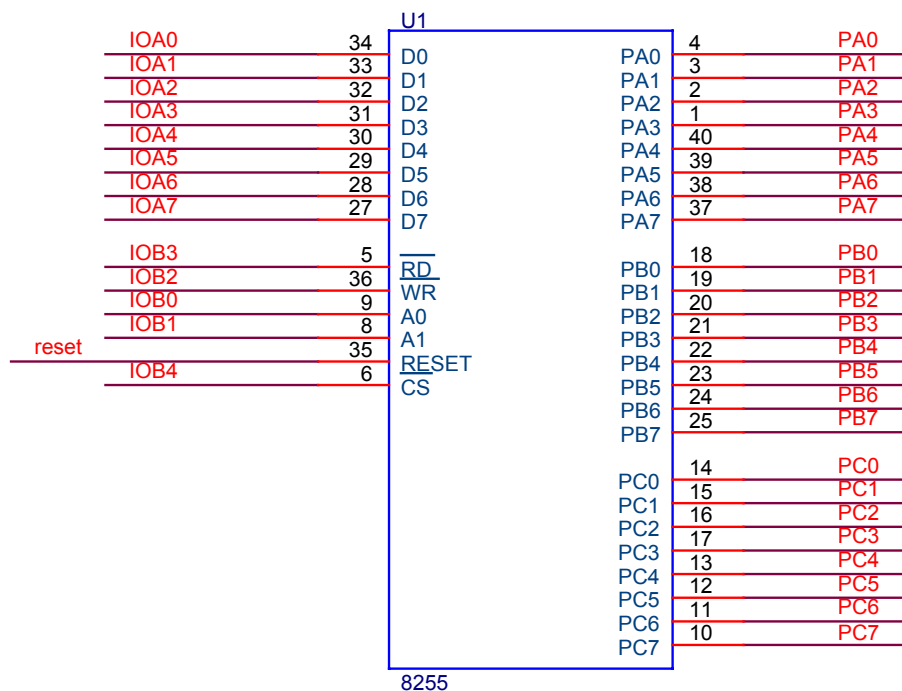 U1
IOA0 34 D0 PA0 4 PA0
IOA1 33 D1 PA1 3 PA1
IOA2 32 D2 PA2 2 PA2
IOA3 31 D3 PA3 1 PA3
IOA4 30 D4 PA4 40 PA4
IOA5 29 D5 PA5 39 PA5
IOA6 28 D6 PA6 38 PA6
IOA7 27 D7 PA7 37 PA7
IOB3 5 RD PB0 18 PB0
IOB2 36 WR PB1 19 PB1
IOB0 9 A0 PB2 20 PB2
IOB1 8 A1 PB3 21 PB3
reset 35 RESET PB4 22 PB4
IOB4 6 CS PB5 23 PB5
PB6 24 PB6
PB7 25 PB7
PC0 14 PC0
PC1 15 PC1
PC2 16 PC2
PC3 17 PC3
PC4 13 PC4
PC5 12 PC5
PC6 11 PC6
PC7 10 PC7
8255